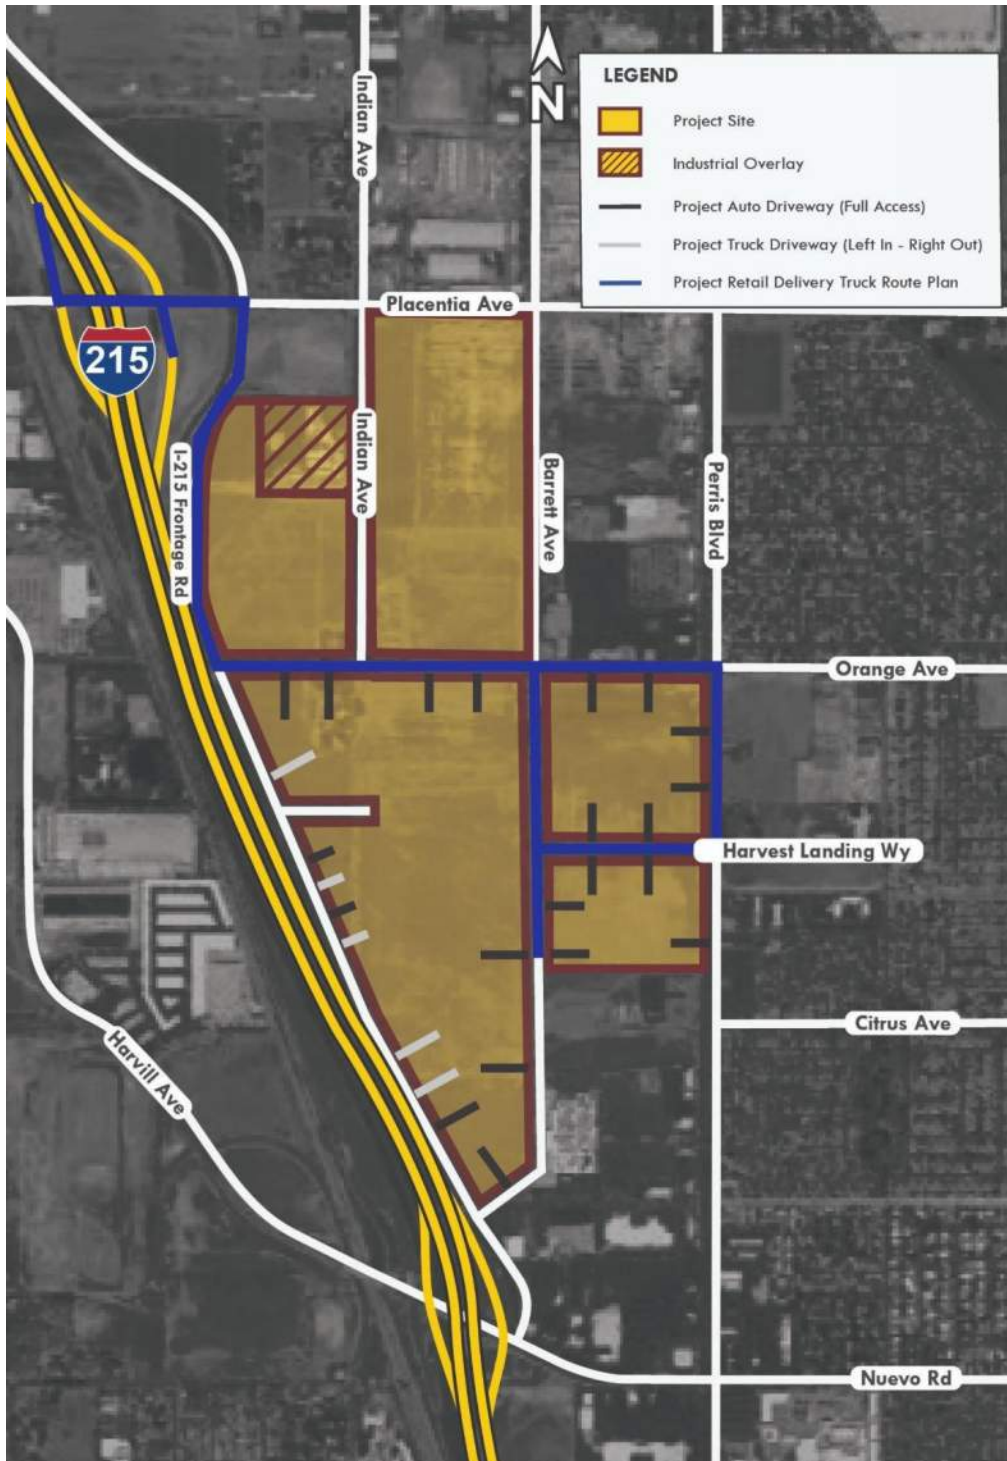 Indian Ave
N
LEGEND
Project Site
Industrial Overlay
Project Auto Driveway (Full Access)
Project Truck Driveway (Left In - Right Out)
Project Retail Delivery Truck Route Plan
Placentia Ave
215
Indian Ave
I-215 Frontage Rd
Barrett Ave
Perris Blvd
Orange Ave
Harvest Landing Wy
Citrus Ave
Harvill Ave
Nuevo Rd